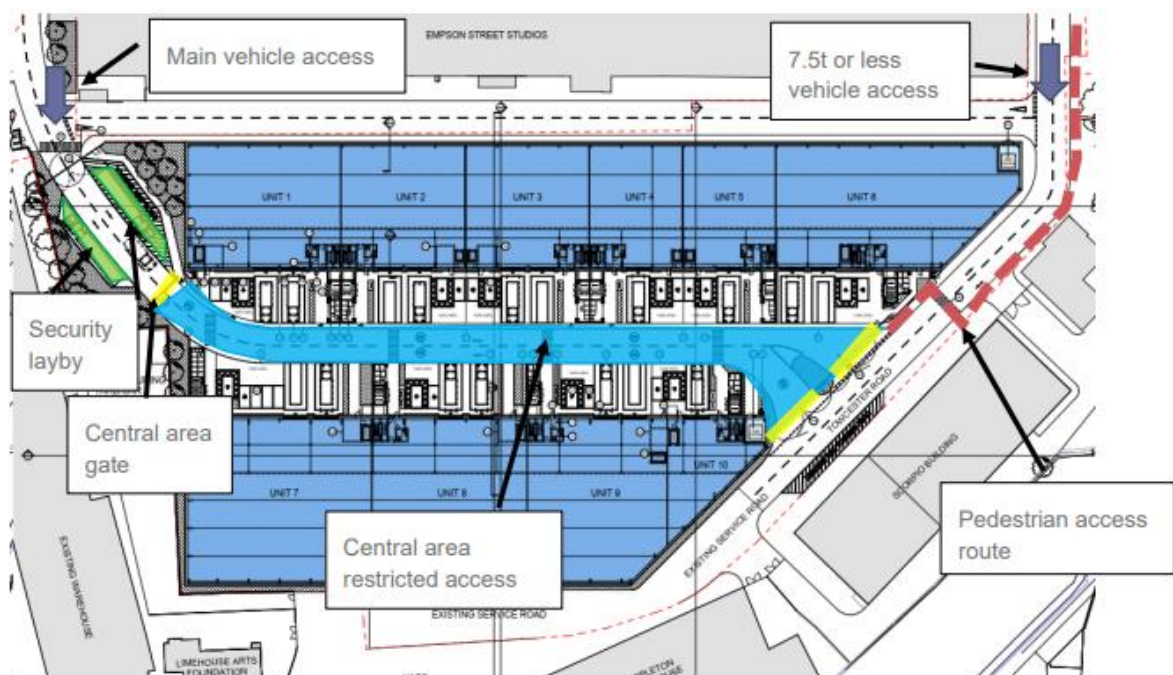 EMPSON STREET STUDIOS
Main vehicle access
7.5t or less
vehicle access
UNIT 1
UNIT 2
UNIT 3
UNIT 4
UNIT 5
UNIT 6
Security
layby
Central area
gate
TOWCESTER ROAD
UNIT 10
UNIT 7
UNIT 8
UNIT 9
Central area
restricted access
Pedestrian access
route
EXISTING SERVICE ROAD
EXISTING WAREHOUSE
EXISTING SERVICE ROAD
LIMEHOUSE ARTS
FOUNDATION